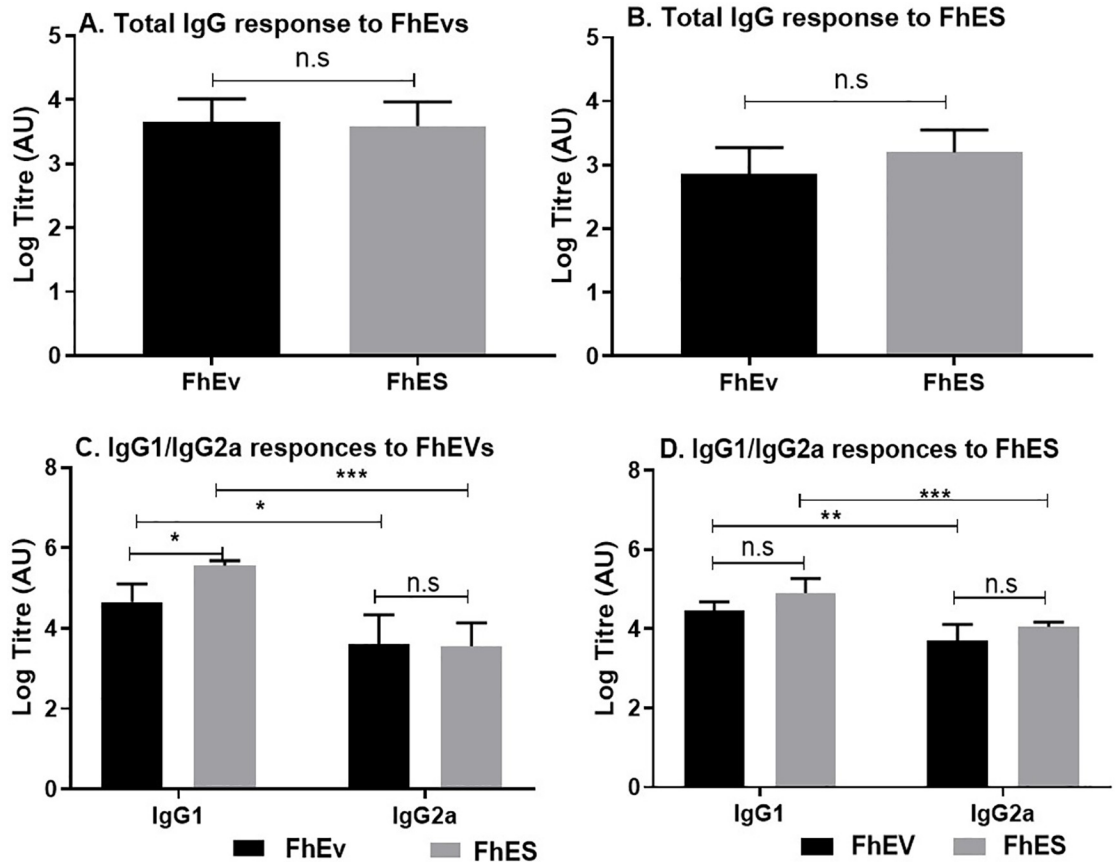 A. Total IgG response to FhEvs
5
4
3
2
1
0
Log Titre (AU)
n.s
FhEv
FhES
B. Total IgG response to FhES
5
4
3
2
1
0
Log Titre (AU)
n.s
FhEv
FhES
C. IgG1/IgG2a responces to FhEVs
8
6
4
2
0
Log Titre (AU)
***
*
*
n.s
IgG1
IgG2a
FhEv
FhES
D. IgG1/IgG2a responces to FhES
8
6
4
2
0
Log Titre (AU)
***
**
n.s
n.s
IgG1
IgG2a
FhEV
FhES